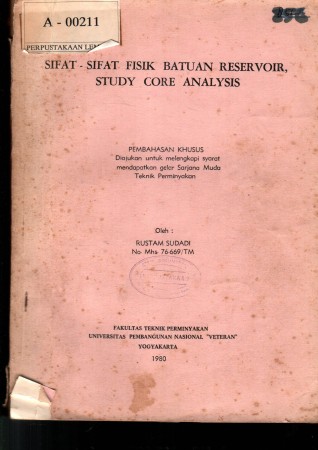 A - 00211
PERPUSTAKAAN LEM
SIFAT - SIFAT FISIK BATUAN RESERVOIR,
STUDY CORE ANALYSIS
PEMBAHASAN KHUSUS
Diajukan untuk melengkapi syarat
mendapatkan gelar Sarjana Muda
Teknik Perminyakan
Oleh :
RUSTAM SUDADI
No Mhs 76-669/TM
FAKULTAS TEKNIK PERMINYAKAN
UNIVERSITAS PEMBANGUNAN NASIONAL "VETERAN"
YOGYAKARTA
1980